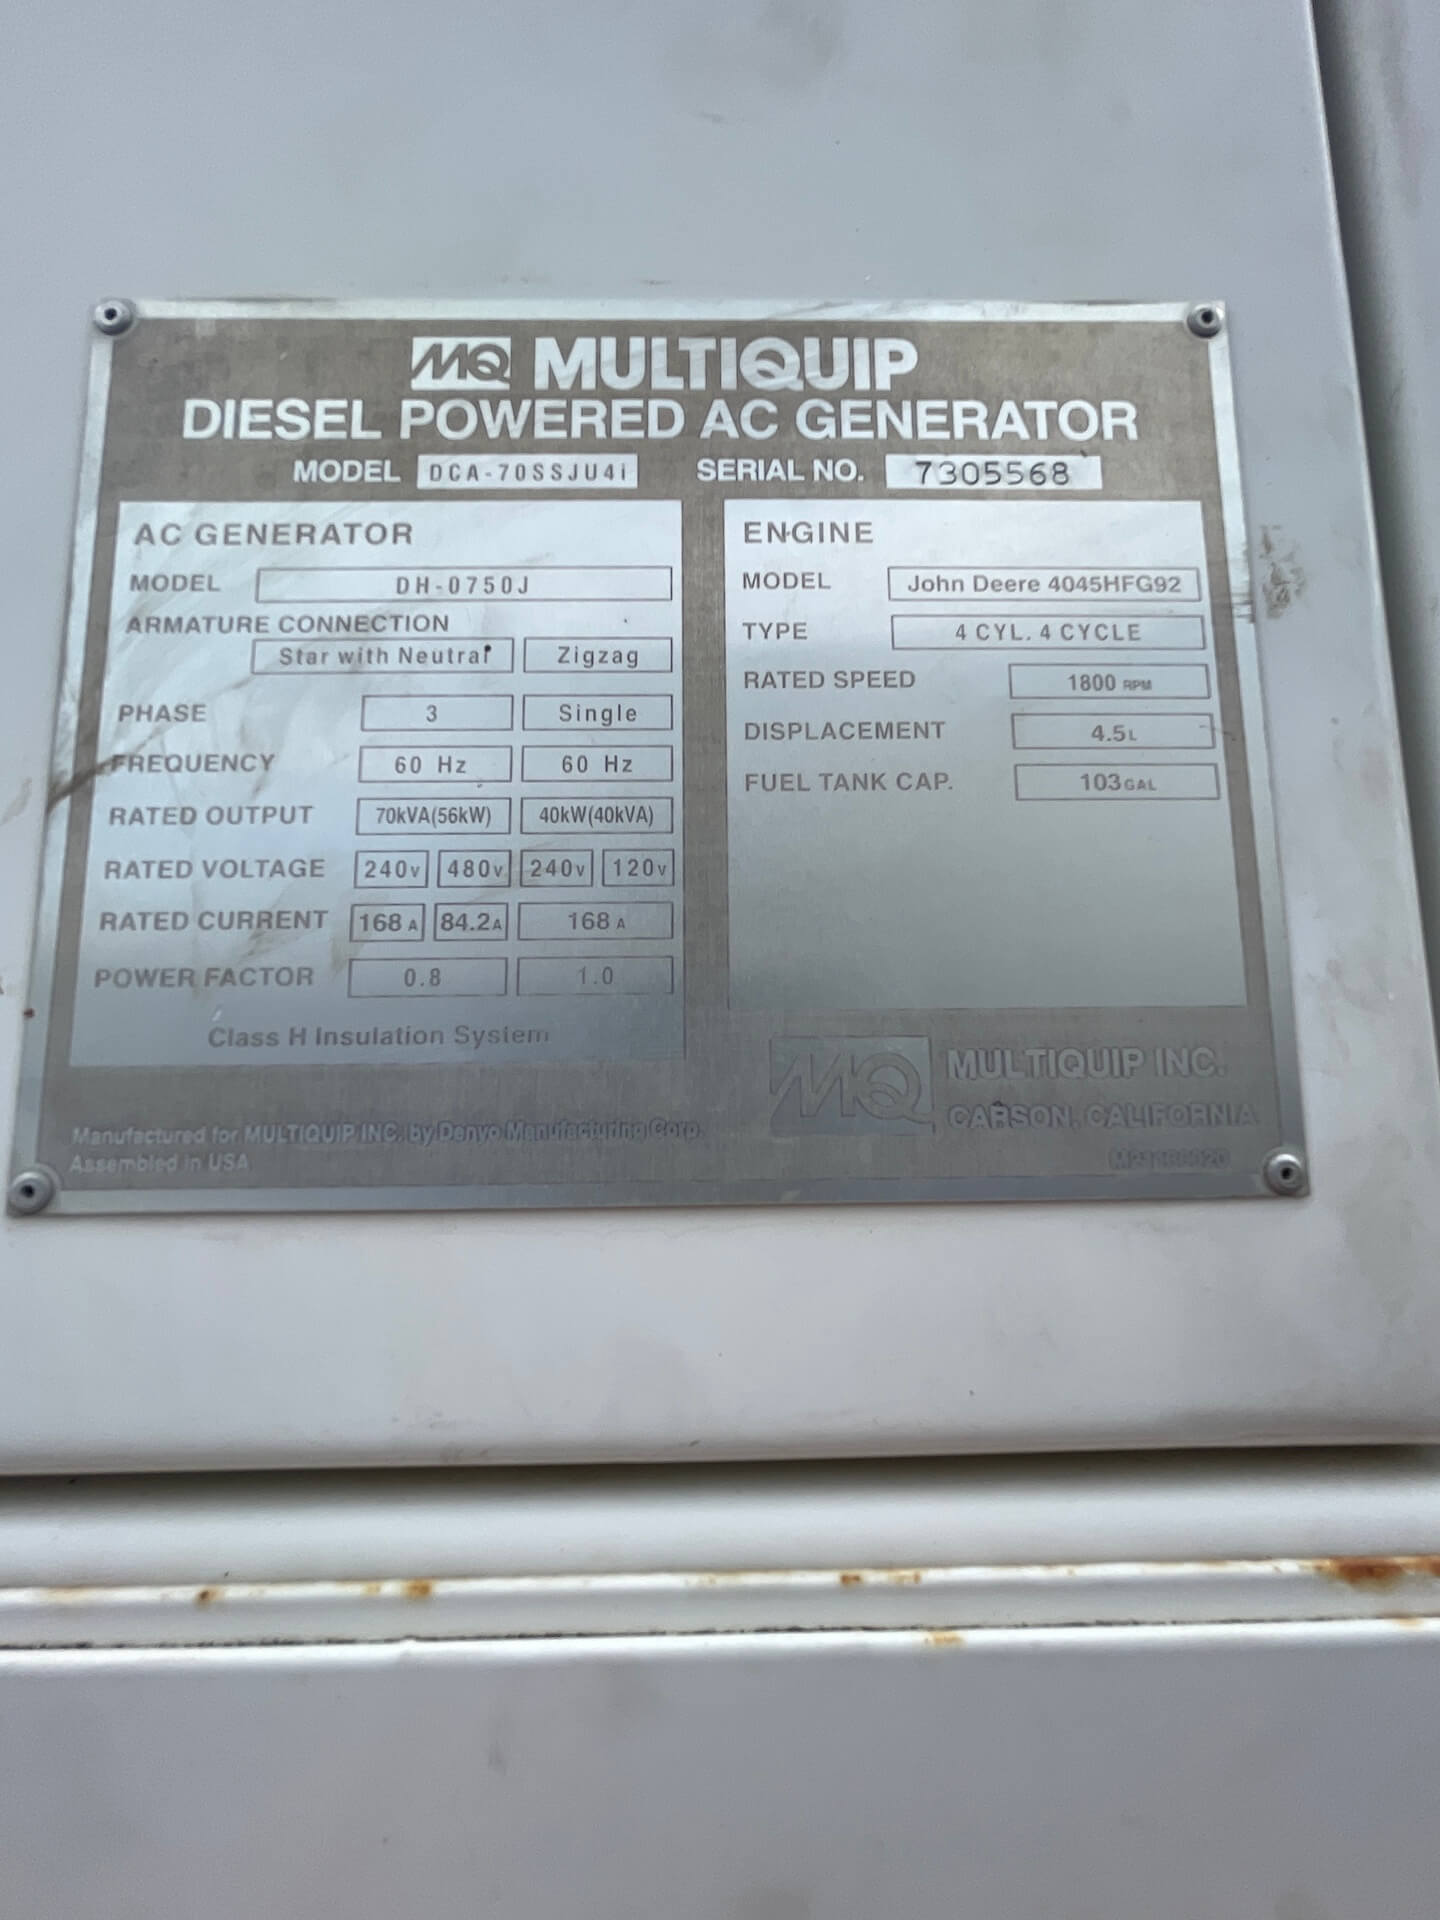 MQ MULTIQUIP
DIESEL POWERED AC GENERATOR
MODEL DCA-70SSJU4i SERIAL NO. 7305568
AC GENERATOR
MODEL DH-0750J
ARMATURE CONNECTION
Star with Neutral Zigzag
PHASE 3 Single
FREQUENCY 60 Hz 60 Hz
RATED OUTPUT 70kVA(56kW) 40kW(40kVA)
RATED VOLTAGE 240V 480V 240V 120V
RATED CURRENT 168 A 84.2A 168 A
POWER FACTOR 0.8 1.0
Class H Insulation System
ENGINE
MODEL John Deere 4045HFG92
TYPE 4 CYL. 4 CYCLE
RATED SPEED 1800 RPM
DISPLACEMENT 4.5L
FUEL TANK CAP. 103GAL
MQ MULTIQUIP INC.
CARSON, CALIFORNIA
Manufactured for MULTIQUIP INC. by Denyo Manufacturing Corp.
Assembled in USA